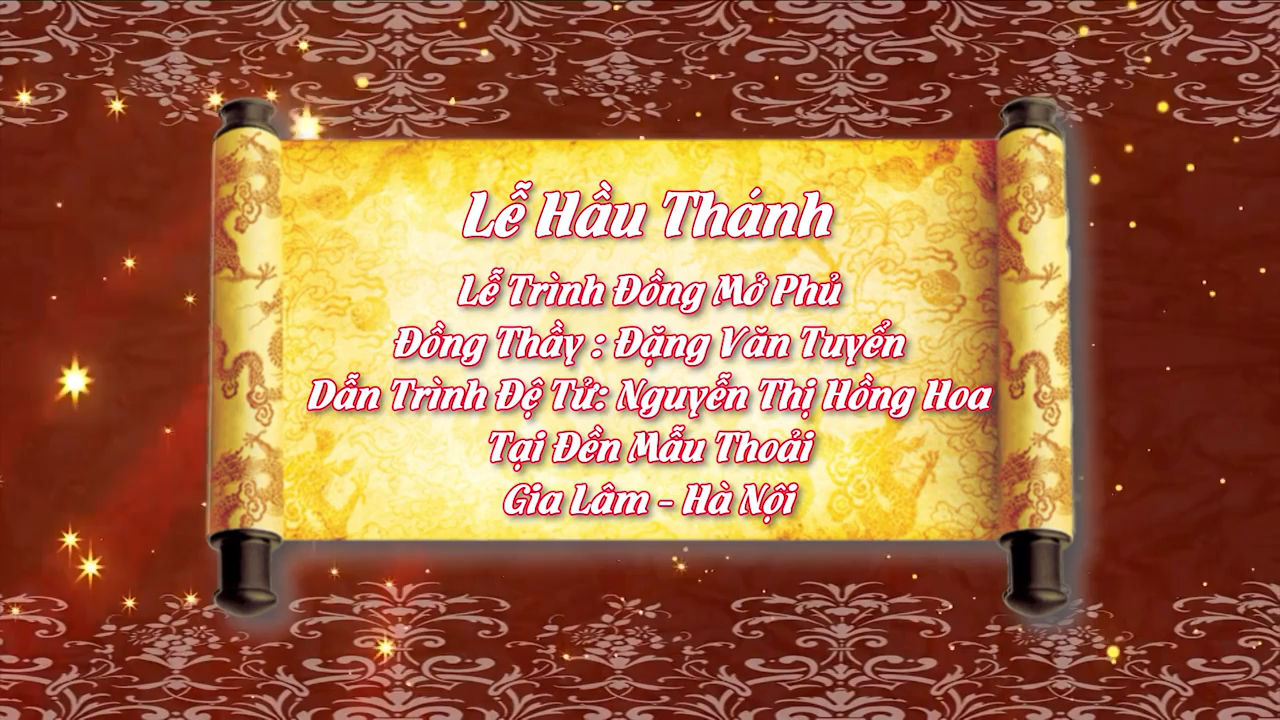 Lễ Hầu Thánh
Lễ Trình Đồng Mở Phủ
Đồng Thầy : Đặng Văn Tuyển
Dẫn Trình Đệ Tử: Nguyễn Thị Hồng Hoa
Tại Đền Mẫu Thoải
Gia Lâm - Hà Nội